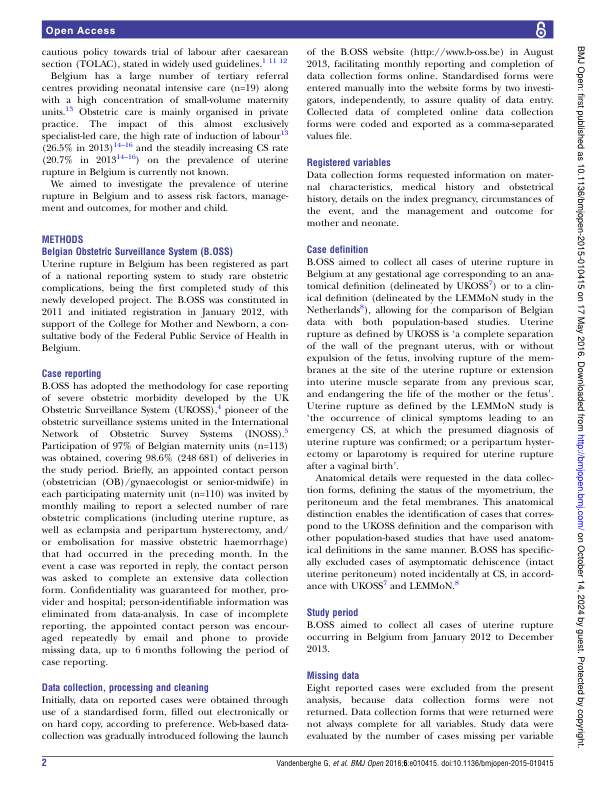 Open Access
cautious policy towards trial of labour after caesarean
section (TOLAC), stated in widely used guidelines.1 11 12
Belgium has a large number of tertiary referral
centres providing neonatal intensive care (n=19) along
with a high concentration of small-volume maternity
units.13 Obstetric care is mainly organised in private
practice. The impact of this almost exclusively
specialist-led care, the high rate of induction of labour13
(26.5% in 2013)14–16 and the steadily increasing CS rate
(20.7% in 201314–16) on the prevalence of uterine
rupture in Belgium is currently not known.
We aimed to investigate the prevalence of uterine
rupture in Belgium and to assess risk factors, manage-
ment and outcomes, for mother and child.
METHODS
Belgian Obstetric Surveillance System (B.OSS)
Uterine rupture in Belgium has been registered as part
of a national reporting system to study rare obstetric
complications, being the first completed study of this
newly developed project. The B.OSS was constituted in
2011 and initiated registration in January 2012, with
support of the College for Mother and Newborn, a con-
sultative body of the Federal Public Service of Health in
Belgium.
Case reporting
B.OSS has adopted the methodology for case reporting
of severe obstetric morbidity developed by the UK
Obstetric Surveillance System (UKOSS),4 pioneer of the
obstetric surveillance systems united in the International
Network of Obstetric Survey Systems (INOSS).5
Participation of 97% of Belgian maternity units (n=113)
was obtained, covering 98.6% (248 681) of deliveries in
the study period. Briefly, an appointed contact person
(obstetrician (OB)/gynaecologist or senior-midwife) in
each participating maternity unit (n=110) was invited by
monthly mailing to report a selected number of rare
obstetric complications (including uterine rupture, as
well as eclampsia and peripartum hysterectomy, and/
or embolisation for massive obstetric haemorrhage)
that had occurred in the preceding month. In the
event a case was reported in reply, the contact person
was asked to complete an extensive data collection
form. Confidentiality was guaranteed for mother, pro-
vider and hospital; person-identifiable information was
eliminated from data-analysis. In case of incomplete
reporting, the appointed contact person was encour-
aged repeatedly by email and phone to provide
missing data, up to 6 months following the period of
case reporting.
Data collection, processing and cleaning
Initially, data on reported cases were obtained through
use of a standardised form, filled out electronically or
on hard copy, according to preference. Web-based data-
collection was gradually introduced following the launch
of the B.OSS website (http://www.b-oss.be) in August
2013, facilitating monthly reporting and completion of
data collection forms online. Standardised forms were
entered manually into the website forms by two investi-
gators, independently, to assure quality of data entry.
Collected data of completed online data collection
forms were coded and exported as a comma-separated
values file.
Registered variables
Data collection forms requested information on mater-
nal characteristics, medical history and obstetrical
history, details on the index pregnancy, circumstances of
the event, and the management and outcome for
mother and neonate.
Case definition
B.OSS aimed to collect all cases of uterine rupture in
Belgium at any gestational age corresponding to an ana-
tomical definition (delineated by UKOSS7) or to a clin-
ical definition (delineated by the LEMMoN study in the
Netherlands8), allowing for the comparison of Belgian
data with both population-based studies. Uterine
rupture as defined by UKOSS is ‘a complete separation
of the wall of the pregnant uterus, with or without
expulsion of the fetus, involving rupture of the mem-
branes at the site of the uterine rupture or extension
into uterine muscle separate from any previous scar,
and endangering the life of the mother or the fetus’.
Uterine rupture as defined by the LEMMoN study is
‘the occurrence of clinical symptoms leading to an
emergency CS, at which the presumed diagnosis of
uterine rupture was confirmed; or a peripartum hyster-
ectomy or laparotomy is required for uterine rupture
after a vaginal birth’.
Anatomical details were requested in the data collec-
tion forms, defining the status of the myometrium, the
peritoneum and the fetal membranes. This anatomical
distinction enables the identification of cases that corres-
pond to the UKOSS definition and the comparison with
other population-based studies that have used anatom-
ical definitions in the same manner. B.OSS has specific-
ally excluded cases of asymptomatic dehiscence (intact
uterine peritoneum) noted incidentally at CS, in accord-
ance with UKOSS7 and LEMMoN.8
Study period
B.OSS aimed to collect all cases of uterine rupture
occurring in Belgium from January 2012 to December
2013.
Missing data
Eight reported cases were excluded from the present
analysis, because data collection forms were not
returned. Data collection forms that were returned were
not always complete for all variables. Study data were
evaluated by the number of cases missing per variable
2
Vandenberghe G, et al. BMJ Open 2016;6:e010415. doi:10.1136/bmjopen-2015-010415
BMJ Open: first published as 10.1136/bmjopen-2015-010415 on 17 May 2016. Downloaded from http://bmjopen.bmj.com/ on October 14, 2024 by guest. Protected by copyright.